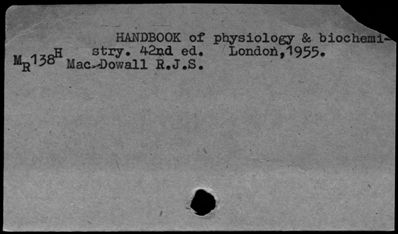 HANDBOOK of physiology & biochemi-
stry. 42nd ed. London,1955.
MR138H Mac Dowall R.J.S.